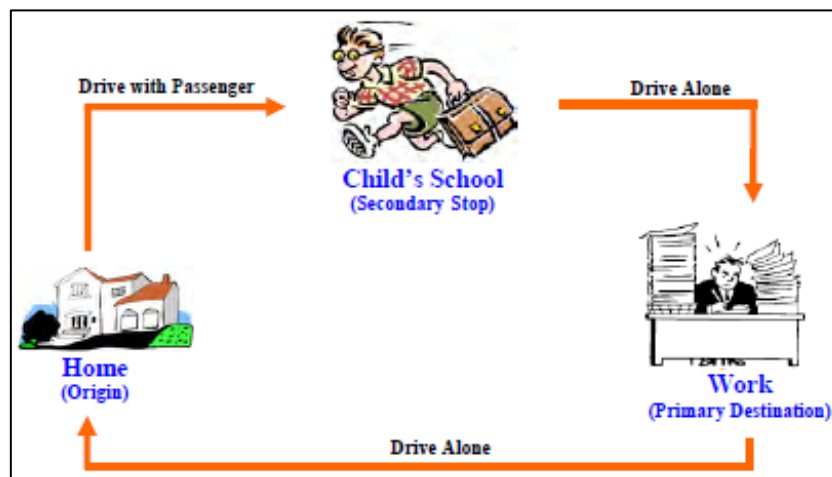 Drive with Passenger
Drive Alone
Child's School
(Secondary Stop)
Home
(Origin)
Work
(Primary Destination)
Drive Alone